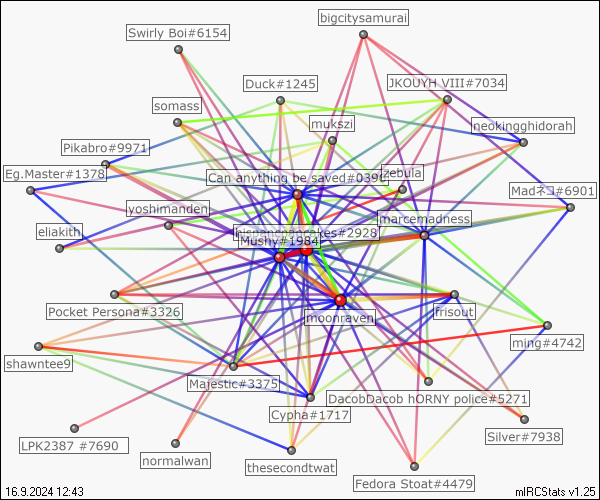 bigcitysamurai
Swirly Boi#6154
Duck#1245
JKOUYH VIII#7034
somass
mukszi
neokingghidorah
Pikabro#9971
Eg.Master#1378
Can anything be saved#0396
zebula
Madネコ#6901
yoshimanden
marcemadness
eliakith
Mushy#1984
cakes#2928
Pocket Persona#3326
moonraven
frisout
ming#4742
shawntee9
Majestic#3375
DacobDacob hORNY police#5271
Cypha#1717
LPK2387 #7690
normalwan
thesecondtwat
Silver#7938
Fedora Stoat#4479
16.9.2024 12:43
mIRCStats v1.25